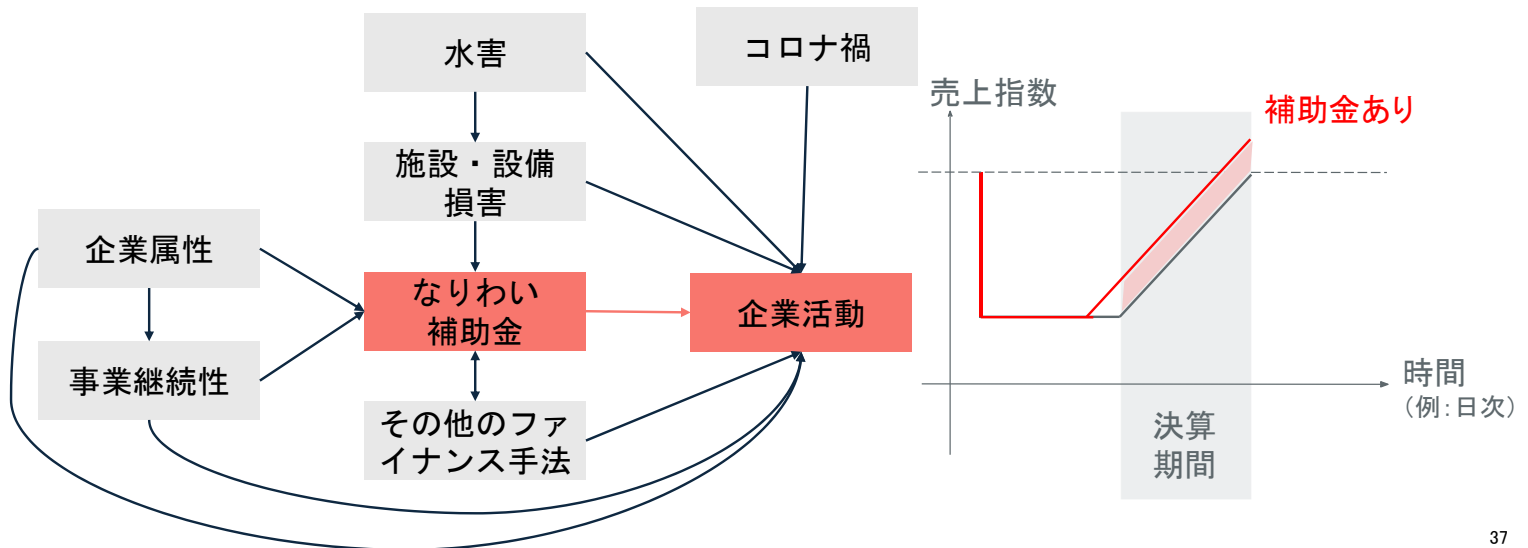 水害
コロナ禍
施設・設備
損害
企業属性
なりわい
補助金
企業活動
事業継続性
その他のファ
イナンス手法
売上指数
補助金あり
時間
（例：日次）
決算
期間
37